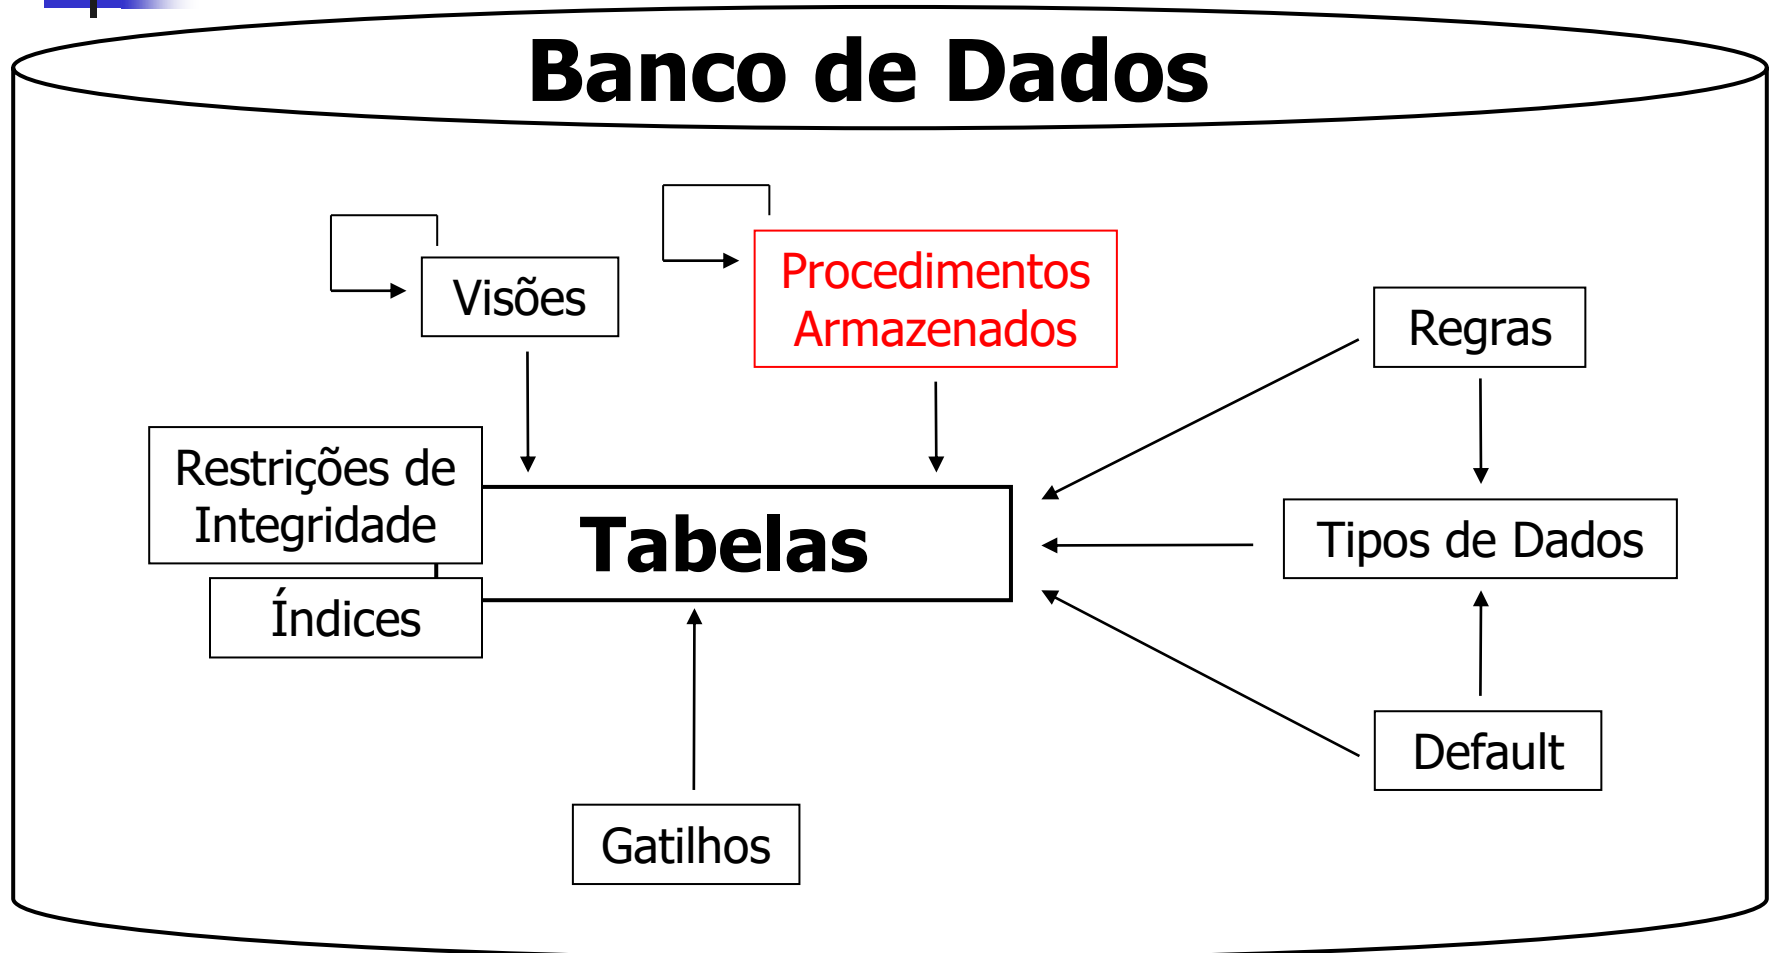 Banco de Dados
Visões
Procedimentos
Armazenados
Regras
Restrições de
Integridade
Tabelas
Tipos de Dados
Índices
Default
Gatilhos